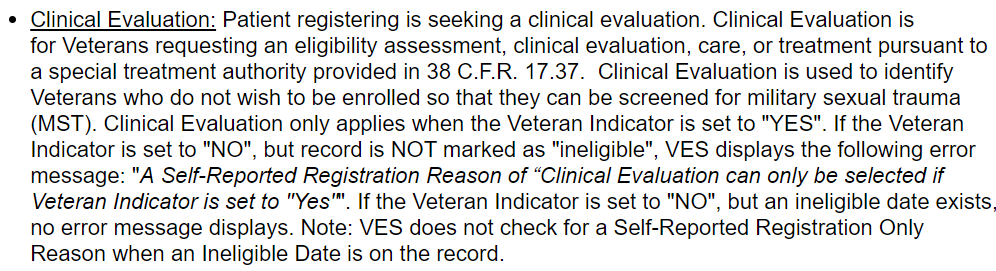 • Clinical Evaluation: Patient registering is seeking a clinical evaluation. Clinical Evaluation is
for Veterans requesting an eligibility assessment, clinical evaluation, care, or treatment pursuant to
a special treatment authority provided in 38 C.F.R. 17.37.  Clinical Evaluation is used to identify
Veterans who do not wish to be enrolled so that they can be screened for military sexual trauma
(MST). Clinical Evaluation only applies when the Veteran Indicator is set to "YES". If the Veteran
Indicator is set to "NO", but record is NOT marked as "ineligible", VES displays the following error
message: "A Self-Reported Registration Reason of “Clinical Evaluation can only be selected if
Veteran Indicator is set to "Yes"". If the Veteran Indicator is set to "NO", but an ineligible date exists,
no error message displays. Note: VES does not check for a Self-Reported Registration Only
Reason when an Ineligible Date is on the record.